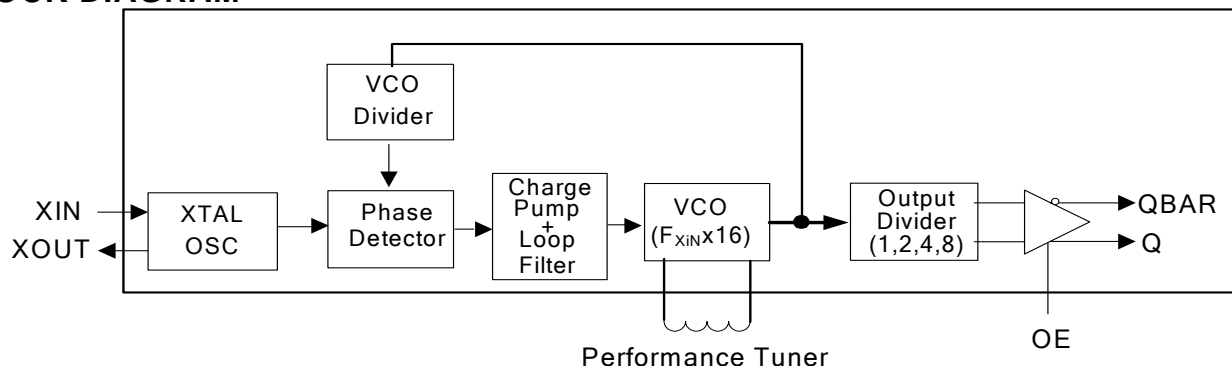 DIAGRAM
VCO
Divider
XIN
XOUT
XTAL
OSC
Phase
Detector
Charge
Pump
+
Loop
Filter
VCO
(FXiNx16)
Output
Divider
(1,2,4,8)
QBAR
Q
OE
Performance Tuner